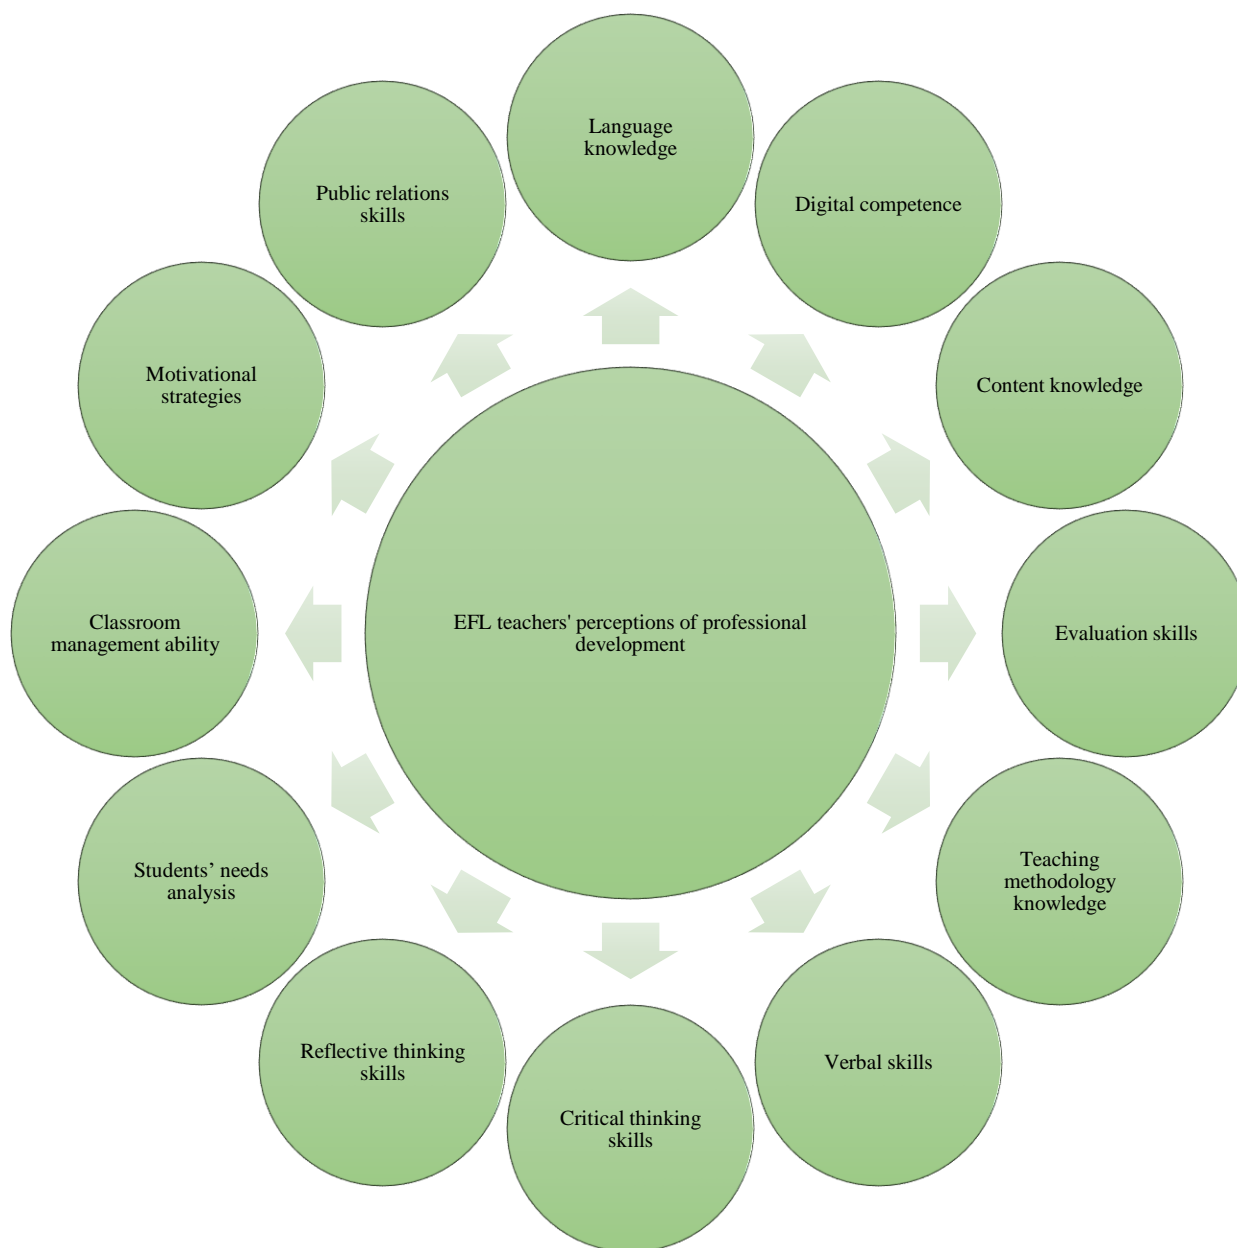 Language
knowledge
Digital competence
Content knowledge
Evaluation skills
Teaching
methodology
knowledge
Verbal skills
Critical thinking
skills
Reflective thinking
skills
Students’ needs
analysis
Classroom
management ability
Motivational
strategies
Public relations
skills
EFL teachers' perceptions of professional
development